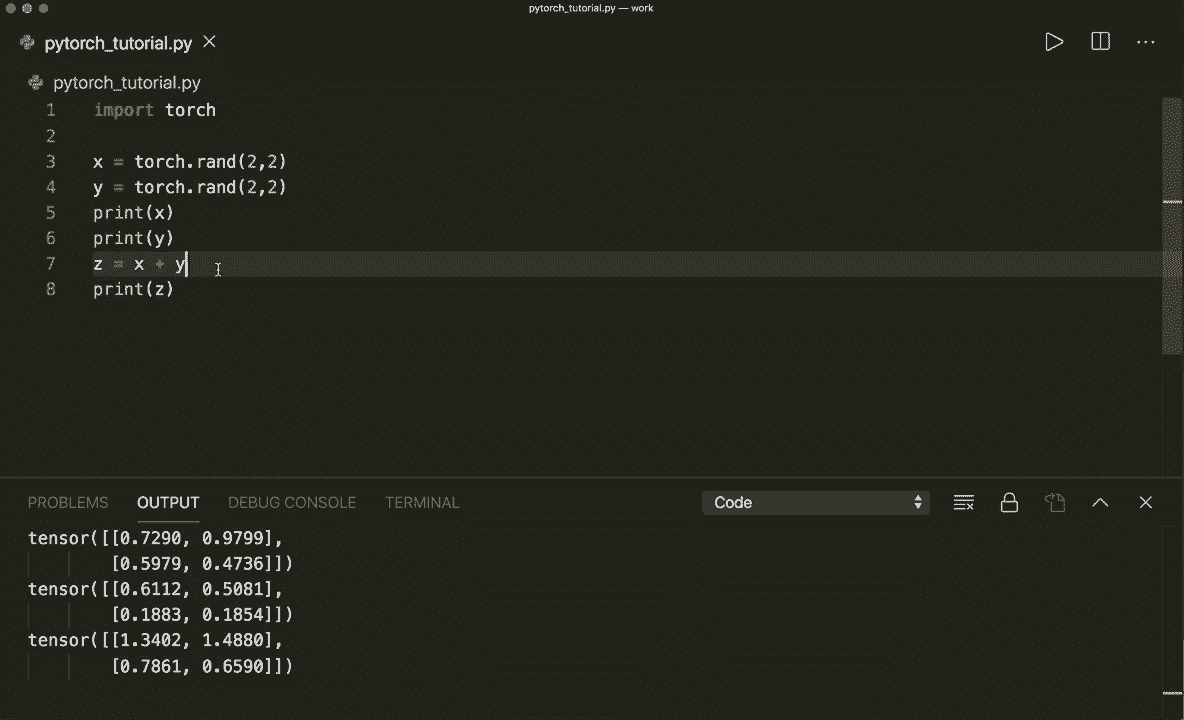 pytorch_tutorial.py — work
pytorch_tutorial.py
pytorch_tutorial.py
1 import torch
2
3 x = torch.rand(2,2)
4 y = torch.rand(2,2)
5 print(x)
6 print(y)
7 z = x + y
8 print(z)
PROBLEMS OUTPUT DEBUG CONSOLE TERMINAL Code
tensor([[0.7290, 0.9799],
[0.5979, 0.4736]])
tensor([[0.6112, 0.5081],
[0.1883, 0.1854]])
tensor([[1.3402, 1.4880],
[0.7861, 0.6590]])